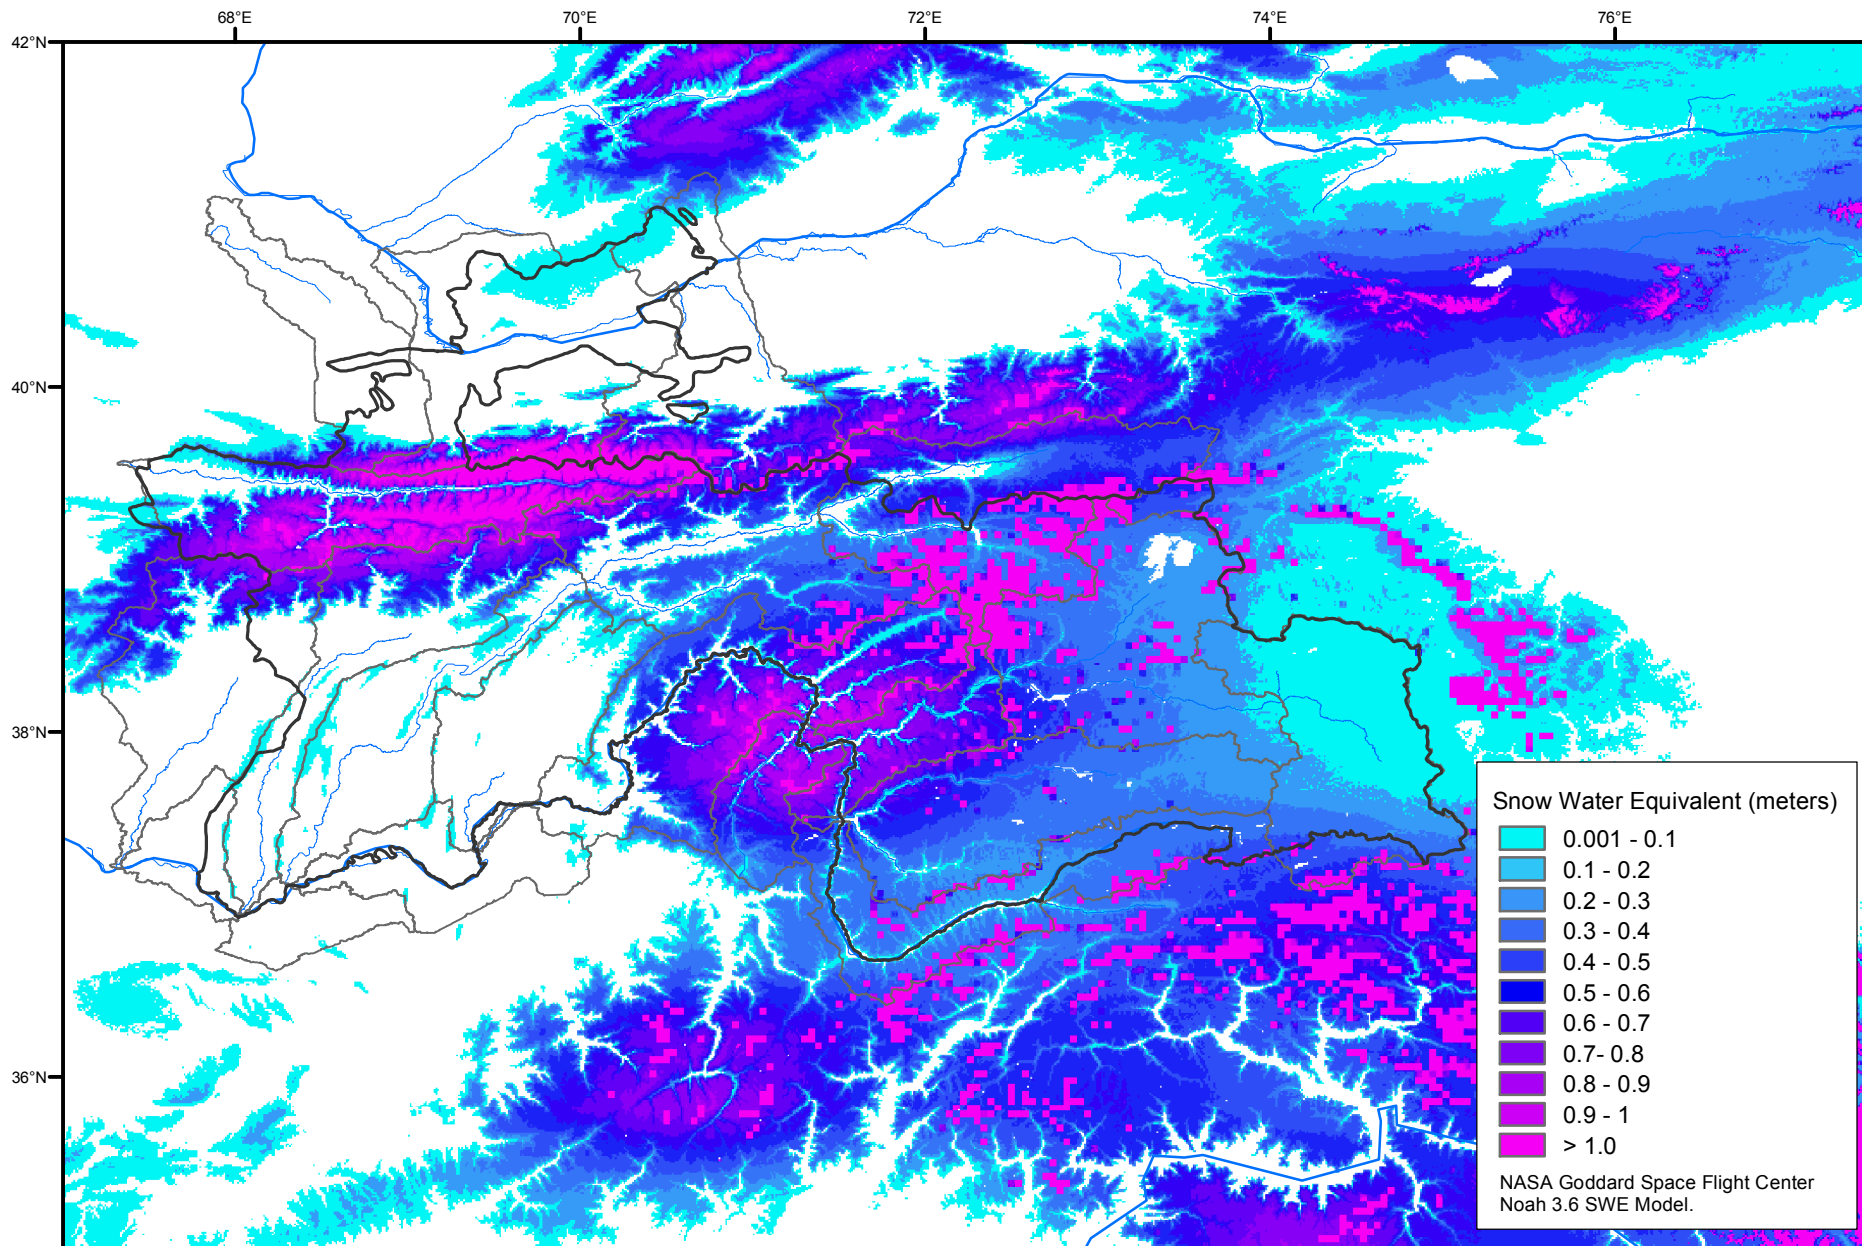 68°E 70°E 72°E 74°E 76°E
42°N
40°N
38°N
36°N
Snow Water Equivalent (meters)
0.001 - 0.1
0.1 - 0.2
0.2 - 0.3
0.3 - 0.4
0.4 - 0.5
0.5 - 0.6
0.6 - 0.7
0.7- 0.8
0.8 - 0.9
0.9 - 1
> 1.0
NASA Goddard Space Flight Center
Noah 3.6 SWE Model.